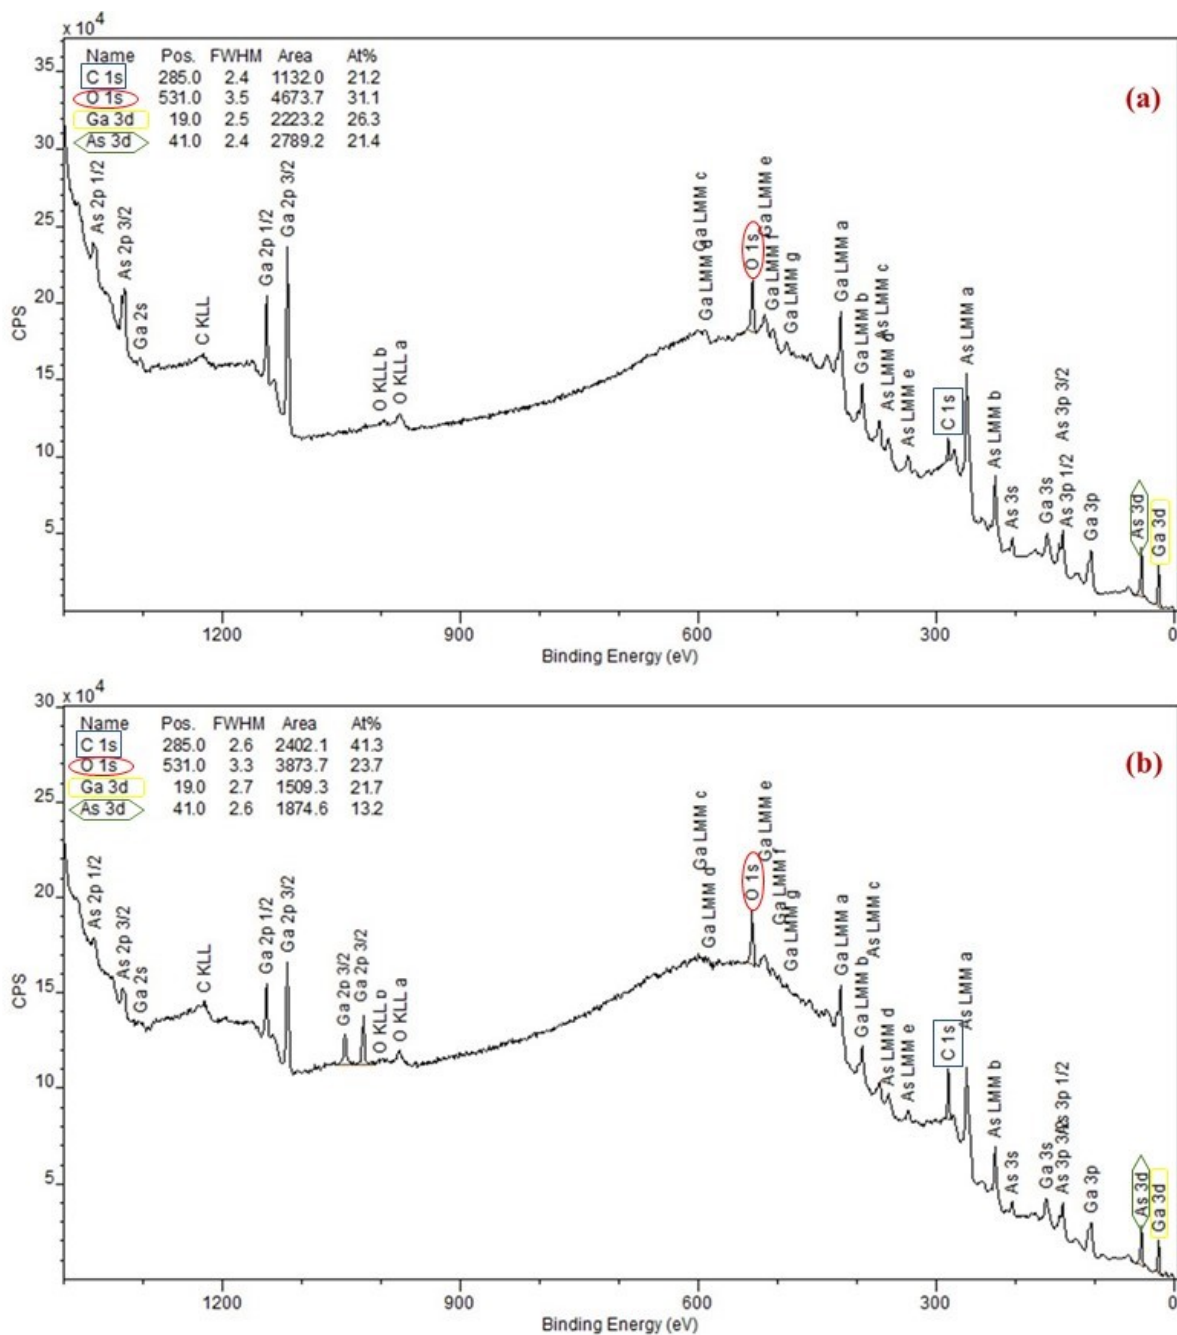 x 10⁴
Name Pos. FWHM Area At%
C 1s 285.0 2.4 1132.0 21.2
O 1s 531.0 3.5 4673.7 31.1
Ga 3d 19.0 2.5 2223.2 26.3
As 3d 41.0 2.4 2789.2 21.4
(a)
35
30
25
20
15
10
5
CPS
As 2p 1/2
As 2p 3/2
Ga 2s
C KLL
Ga 2p 1/2
Ga 2p 3/2
O KLL b
O KLL a
Ga LMM c
Ga LMM d
O 1s
Ga LMM e
Ga LMM f
Ga LMM g
Ga LMM a
Ga LMM b
As LMM c
As LMM d
As LMM e
C 1s
As LMM a
As LMM b
As 3s
Ga 3s
As 3p 1/2
As 3p 3/2
Ga 3p
As 3d
Ga 3d
1200 900 600 300 0
Binding Energy (eV)
x 10⁴
Name Pos. FWHM Area At%
C 1s 285.0 2.6 2402.1 41.3
O 1s 531.0 3.3 3873.7 23.7
Ga 3d 19.0 2.7 1509.3 21.7
As 3d 41.0 2.6 1874.6 13.2
(b)
30
25
20
15
10
5
CPS
As 2p 1/2
As 2p 3/2
Ga 2s
C KLL
Ga 2p 1/2
Ga 2p 3/2
Ga 2p 3/2
Ga 2p 3/2
O KLL b
O KLL a
Ga LMM c
Ga LMM d
O 1s
Ga LMM e
Ga LMM f
Ga LMM g
Ga LMM a
Ga LMM b
As LMM c
As LMM d
As LMM e
C 1s
As LMM a
As LMM b
As 3s
Ga 3s
As 3p 3/2
As 3p 1/2
Ga 3p
As 3d
Ga 3d
1200 900 600 300 0
Binding Energy (eV)